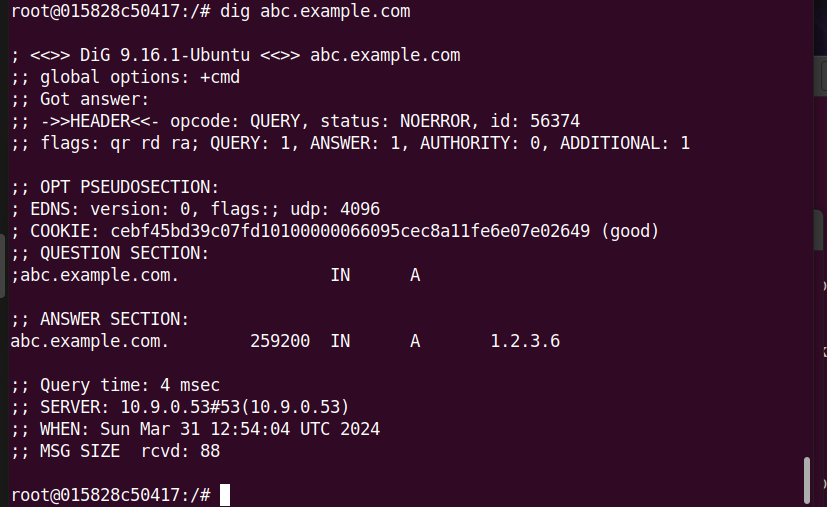 root@015828c50417:/# dig abc.example.com
; <<>> DiG 9.16.1-Ubuntu <<>> abc.example.com
;; global options: +cmd
;; Got answer:
;; ->>HEADER<<- opcode: QUERY, status: NOERROR, id: 56374
;; flags: qr rd ra; QUERY: 1, ANSWER: 1, AUTHORITY: 0, ADDITIONAL: 1
;; OPT PSEUDOSECTION:
; EDNS: version: 0, flags:; udp: 4096
; COOKIE: cebf45bd39c07fd10100000066095cec8a11fe6e07e02649 (good)
;; QUESTION SECTION:
;abc.example.com. IN A
;; ANSWER SECTION:
abc.example.com. 259200 IN A 1.2.3.6
;; Query time: 4 msec
;; SERVER: 10.9.0.53#53(10.9.0.53)
;; WHEN: Sun Mar 31 12:54:04 UTC 2024
;; MSG SIZE rcvd: 88
root@015828c50417:/#